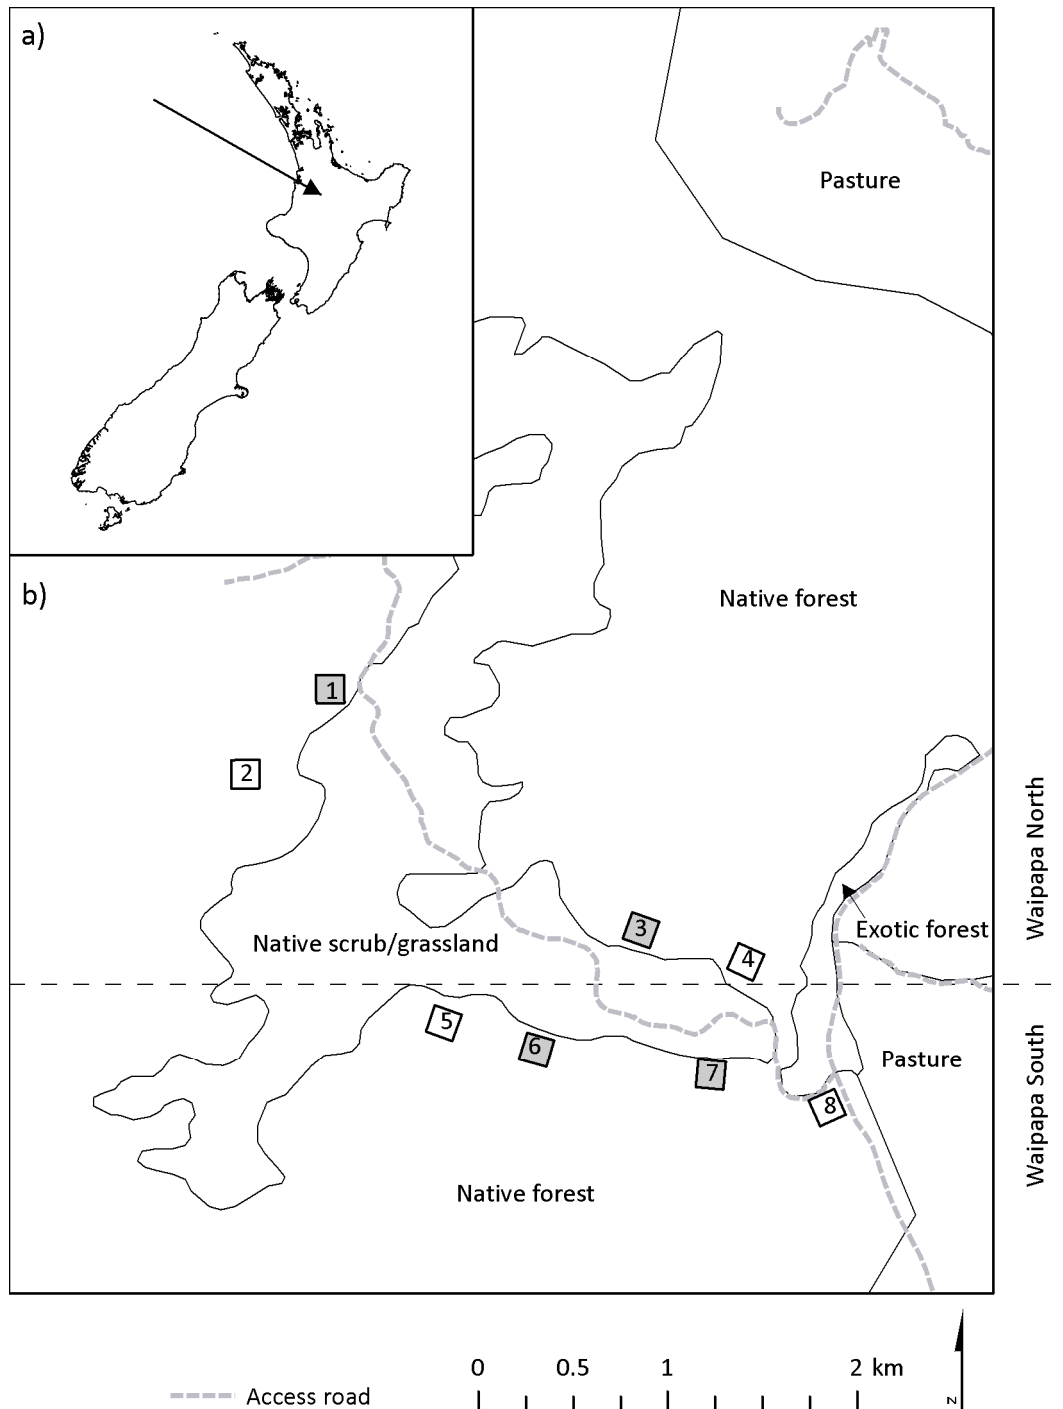 a)
Pasture
b)
Native forest
1
2
3
4
Exotic forest
Native scrub/grassland
Waipapa North
5
6
7
8
Pasture
Waipapa South
Native forest
0 0.5 1 2 km
Access road
N